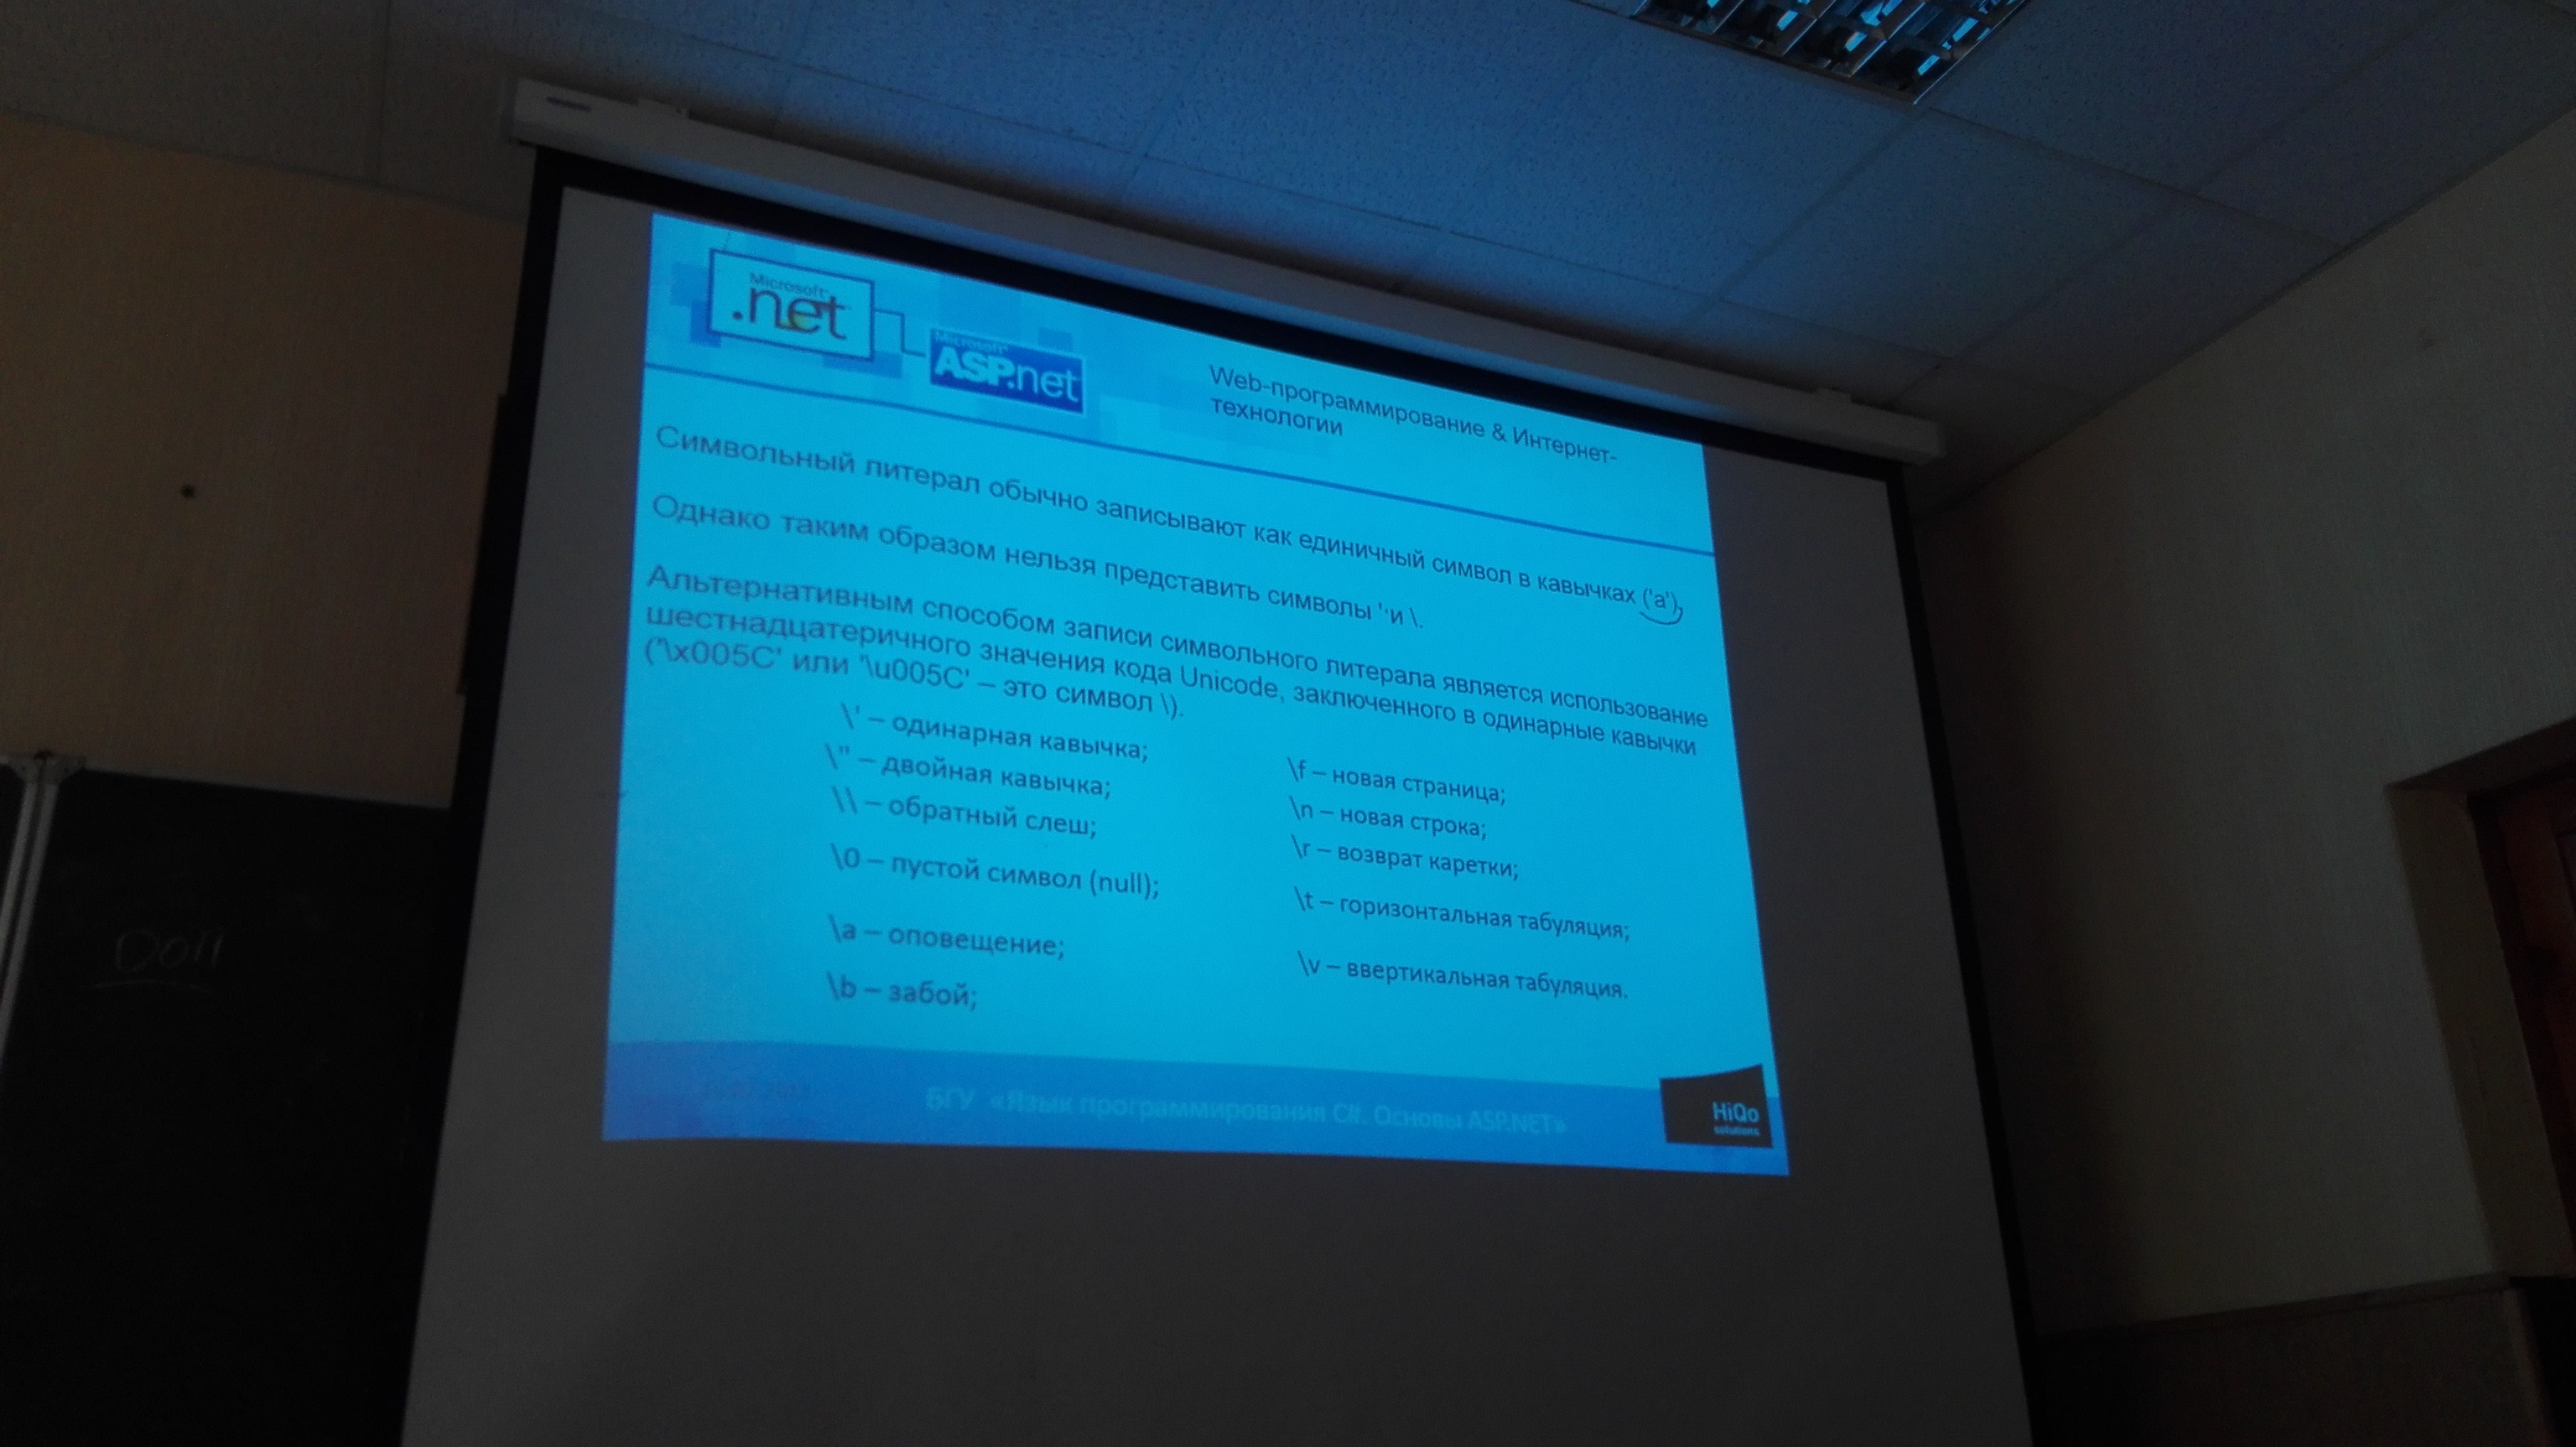 Microsoft
.net
Microsoft
ASP.net
Web-программирование & Интернет-
технологии
Символьный литерал обычно записывают как единичный символ в кавычках ('a'),
Однако таким образом нельзя представить символы ''и \.
Альтернативным способом записи символьного литерала является использование
шестнадцатеричного значения кода Unicode, заключенного в одинарные кавычки
('\x005C' или '\u005C' – это символ \).
\' – одинарная кавычка;
\" – двойная кавычка;
\\ – обратный слеш;
\0 – пустой символ (null);
\a – оповещение;
\b – забой;
\f – новая страница;
\n – новая строка;
\r – возврат каретки;
\t – горизонтальная табуляция;
\v – ввертикальная табуляция.
БГУ «Язык программирования C#. Основы ASP.NET»
HiQo
solutions
Доп